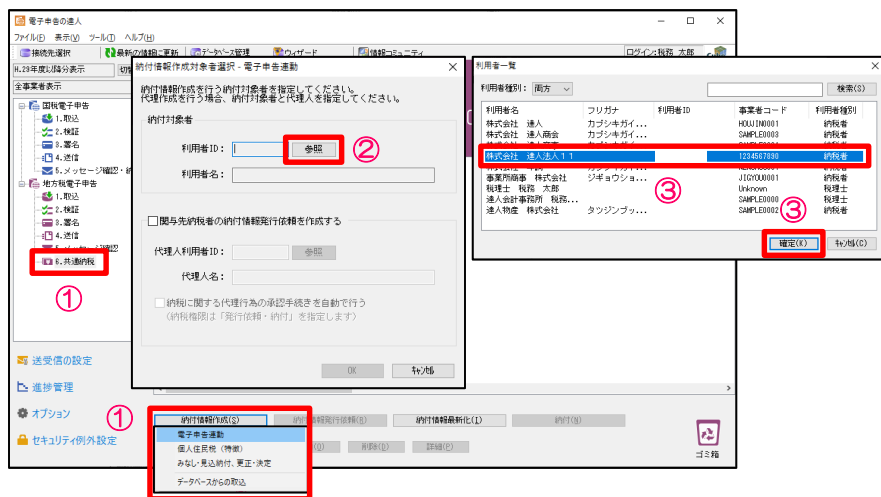 電子申告の達人
ファイル(F) 表示(V) ツール(T) ヘルプ(H)
接続先選択 最新の情報に更新 データベース管理 ウィザード 情報コミュニティ ログイン:税務 太郎
H.23年度以降分表示 切替
全事業者表示
国税電子申告
1.取込
2.検証
3.署名
4.送信
5.メッセージ確認・納
地方税電子申告
1.取込
2.検証
3.署名
4.送信
5.メッセージ確認
6.共通納税
①
送受信の設定
進捗管理
オプション
セキュリティ例外設定
納付情報作成対象者選択 - 電子申告連動
納付情報作成を行う納付対象者を指定してください。
代理作成を行う場合、納付対象者と代理人を指定してください。
納付対象者
利用者ID: 参照 ②
利用者名:
関与先納税者の納付情報発行依頼を作成する
代理人利用者ID: 参照
代理人名:
納税に関する代理行為の承認手続きを自動で行う
(納税権限は「発行依頼・納付」を指定します)
OK ｷｬﾝｾﾙ
利用者一覧
利用者種別: 両方 検索(S)
利用者名 フリガナ 利用者ID 事業者コード 利用者種別
株式会社 達人 カブシキガイ... HOUJIN0001 納税者
株式会社 達人商会 カブシキガイ... SAMPLE0003 納税者
株式会社 達人法人１１ 1234567890 納税者
事業所商事 株式会社 ジギョウショ... JIGYOU0001 納税者
税理士 税務 太郎 Unknown 税理士
達人会計事務所 税務... SAMPLE0000 税理士
達人物産 株式会社 タツジンブッ... SAMPLE0002 納税者
③
③
確定(K) ｷｬﾝｾﾙ(C)
①
納付情報作成(S) 納付情報発行依頼(R) 納付情報最新化(I) 納付(N)
電子申告連動
個人住民税（特徴）
みなし・見込納付、更正・決定
データベースからの取込
削除(D) 詳細(P)
ゴミ箱